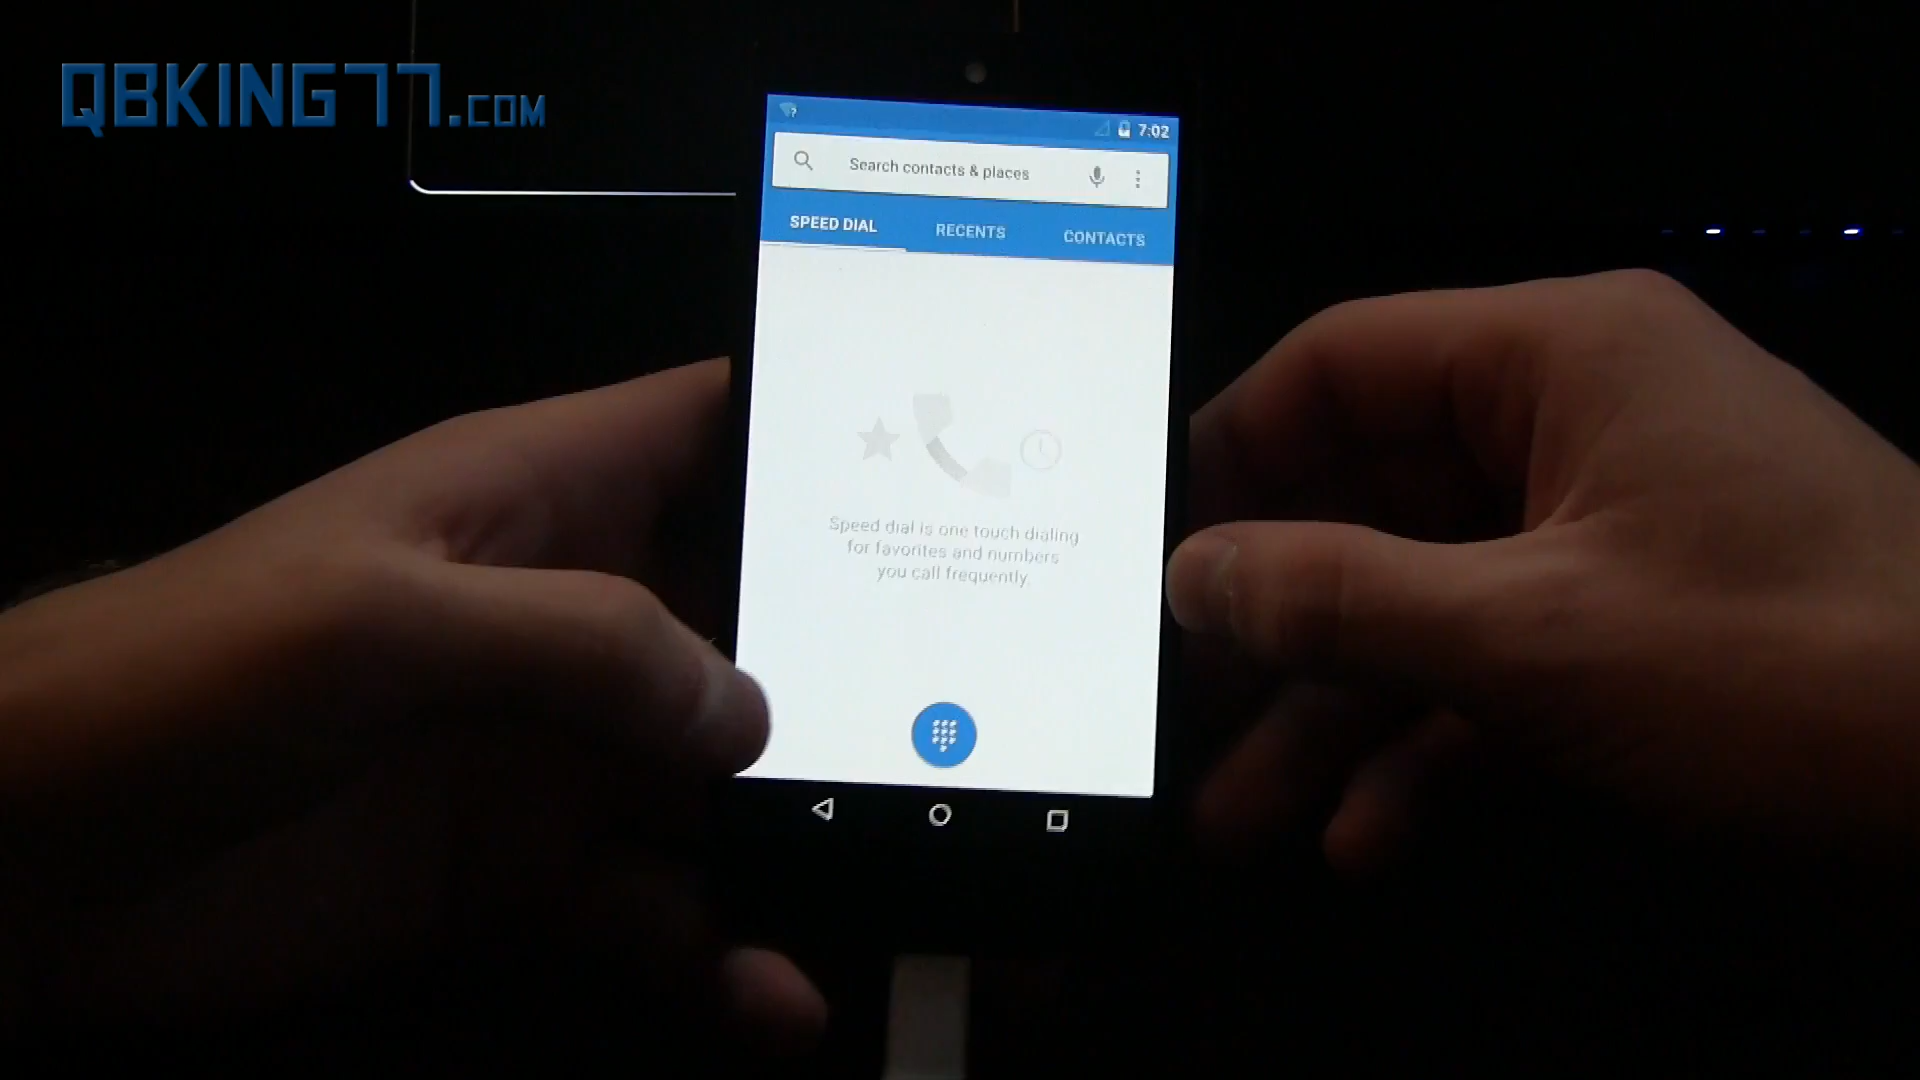 QBKING77.COM
7:02
Search contacts & places
SPEED DIAL RECENTS CONTACTS
Speed dial is one touch dialing
for favorites and numbers
you call frequently.